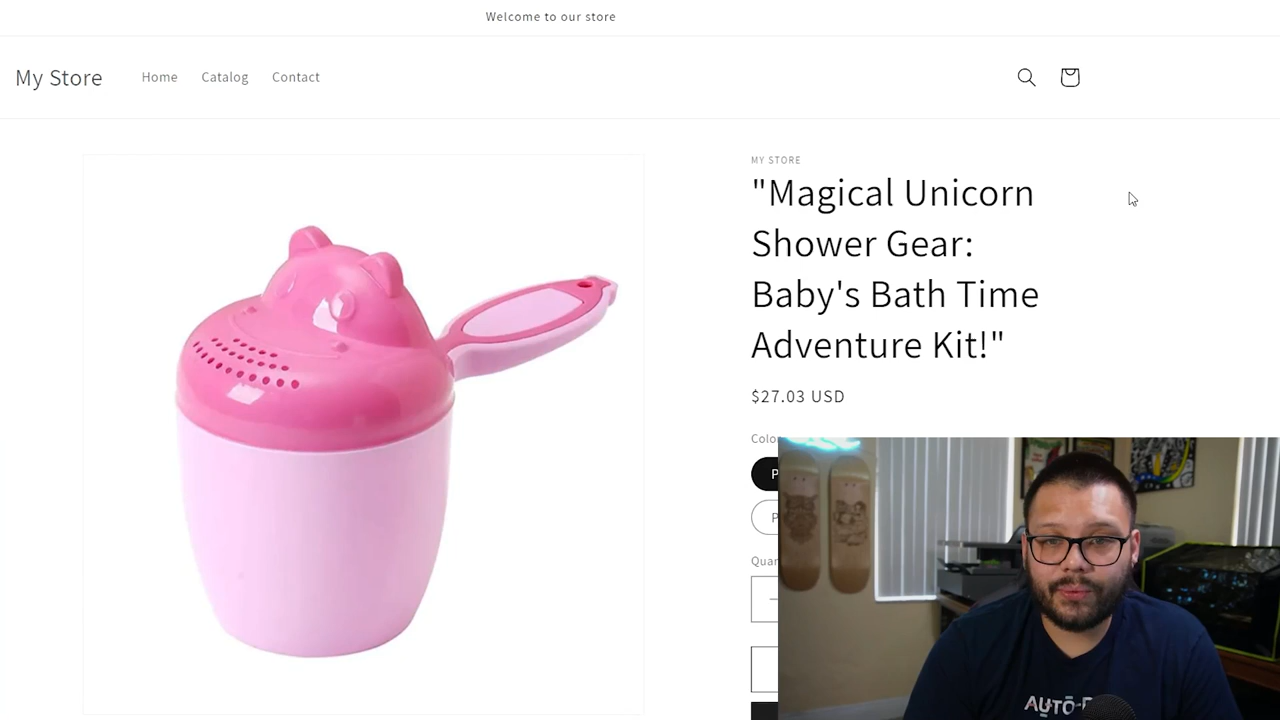 Welcome to our store
My Store
Home
Catalog
Contact
MY STORE
"Magical Unicorn
Shower Gear:
Baby's Bath Time
Adventure Kit!"
$27.03 USD